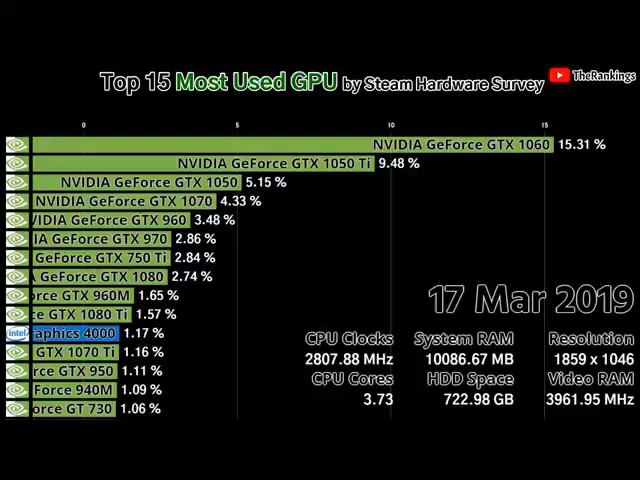 Top 15 Most Used GPU by Steam Hardware Survey
TheRankings
0 5 10 15
NVIDIA GeForce GTX 1060 15.31 %
NVIDIA GeForce GTX 1050 Ti 9.48 %
NVIDIA GeForce GTX 1050 5.15 %
NVIDIA GeForce GTX 1070 4.33 %
VIDIA GeForce GTX 960 3.48 %
IA GeForce GTX 970 2.86 %
GeForce GTX 750 Ti 2.84 %
A GeForce GTX 1080 2.74 %
orce GTX 960M 1.65 %
ce GTX 1080 Ti 1.57 %
intel raphics 4000 1.17 %
GTX 1070 Ti 1.16 %
rce GTX 950 1.11 %
Force 940M 1.09 %
orce GT 730 1.06 %
17 Mar 2019
CPU Clocks System RAM Resolution
2807.88 MHz 10086.67 MB 1859 x 1046
CPU Cores HDD Space Video RAM
3.73 722.98 GB 3961.95 MHz